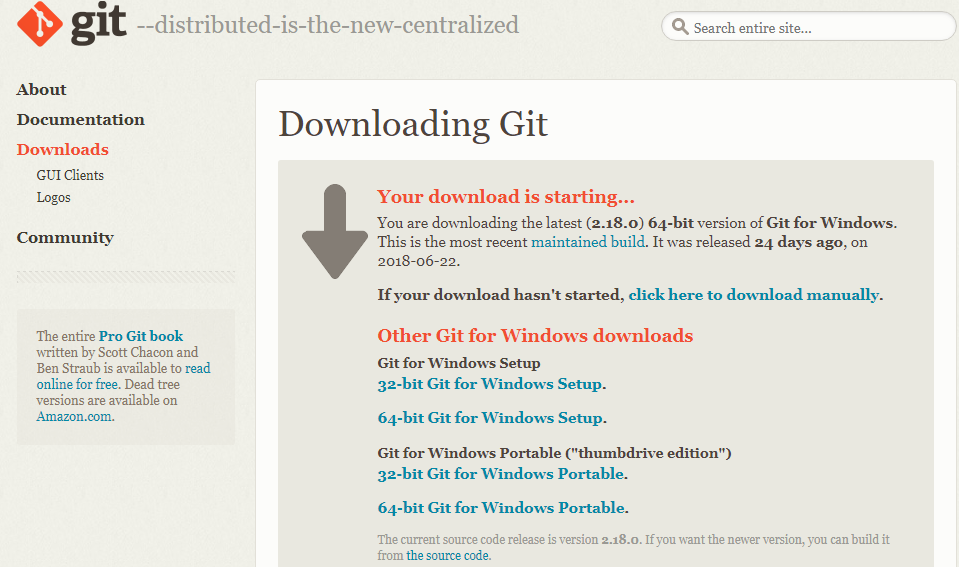 git --distributed-is-the-new-centralized
Search entire site...
About
Documentation
Downloads
GUI Clients
Logos
Community
The entire Pro Git book
written by Scott Chacon and
Ben Straub is available to read
online for free. Dead tree
versions are available on
Amazon.com.
Downloading Git
Your download is starting...
You are downloading the latest (2.18.0) 64-bit version of Git for Windows.
This is the most recent maintained build. It was released 24 days ago, on
2018-06-22.
If your download hasn't started, click here to download manually.
Other Git for Windows downloads
Git for Windows Setup
32-bit Git for Windows Setup.
64-bit Git for Windows Setup.
Git for Windows Portable ("thumbdrive edition")
32-bit Git for Windows Portable.
64-bit Git for Windows Portable.
The current source code release is version 2.18.0. If you want the newer version, you can build it
from the source code.